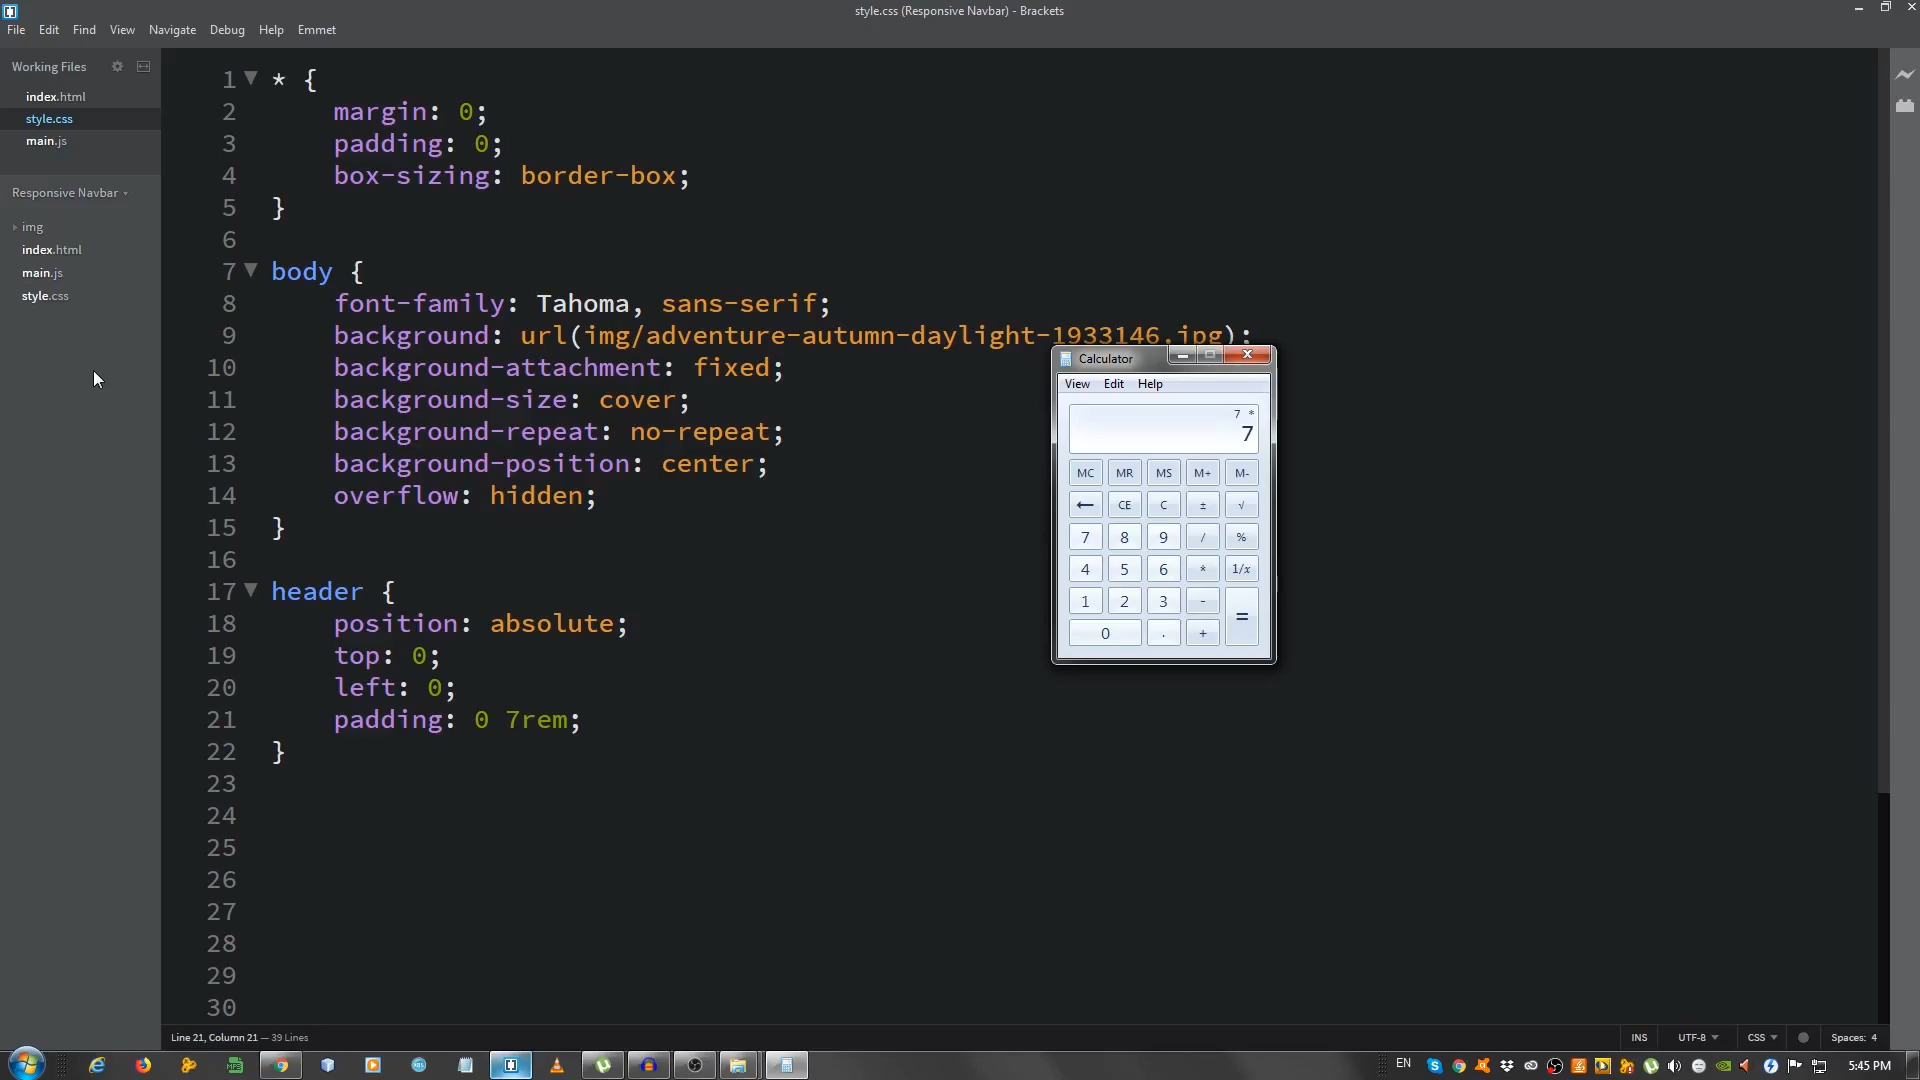 style.css (Responsive Navbar) - Brackets
File Edit Find View Navigate Debug Help Emmet
Working Files
index.html
style.css
main.js
Responsive Navbar
img
index.html
main.js
style.css
1 * {
2 margin: 0;
3 padding: 0;
4 box-sizing: border-box;
5 }
6
7 body {
8 font-family: Tahoma, sans-serif;
9 background: url(img/adventure-autumn-daylight-1933146.jpg);
10 background-attachment: fixed;
11 background-size: cover;
12 background-repeat: no-repeat;
13 background-position: center;
14 overflow: hidden;
15 }
16
17 header {
18 position: absolute;
19 top: 0;
20 left: 0;
21 padding: 0 7rem;
22 }
23
24
25
26
27
28
29
30
Calculator
View Edit Help
7 *
7
MC MR MS M+ M-
← CE C ± √
7 8 9 / %
4 5 6 * 1/x
1 2 3 - =
0 . +
Line 21, Column 21 — 39 Lines
INS UTF-8 CSS Spaces: 4
EN 5:45 PM